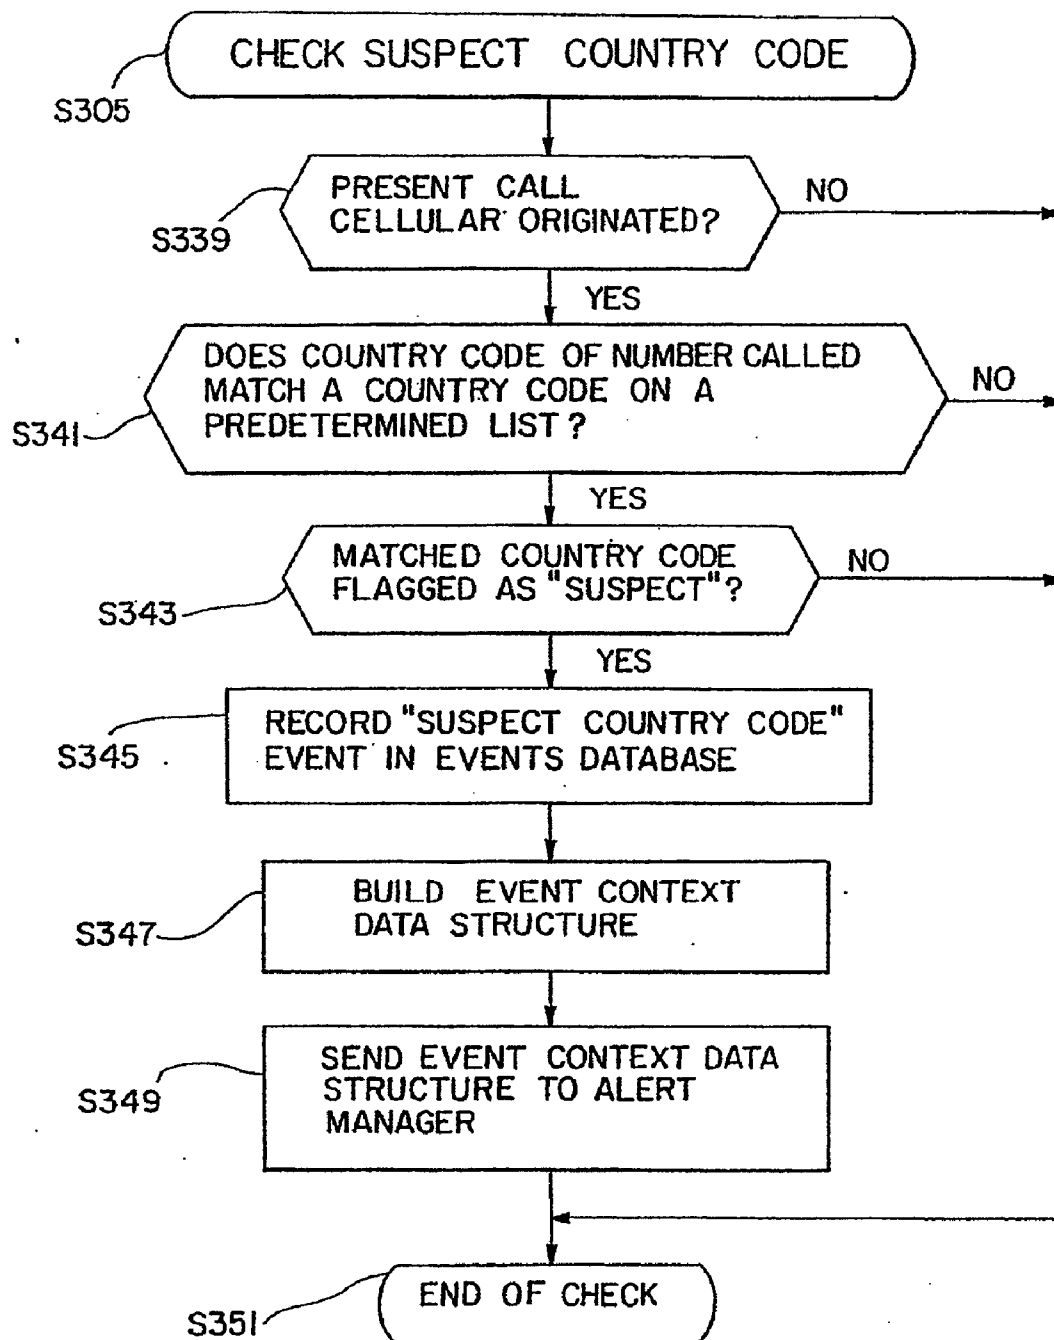 CHECK SUSPECT COUNTRY CODE
S305
PRESENT CALL
CELLULAR ORIGINATED?
NO
S339
YES
DOES COUNTRY CODE OF NUMBER CALLED
MATCH A COUNTRY CODE ON A
PREDETERMINED LIST?
NO
S341
YES
MATCHED COUNTRY CODE
FLAGGED AS "SUSPECT"?
NO
S343
YES
RECORD "SUSPECT COUNTRY CODE"
EVENT IN EVENTS DATABASE
S345
BUILD EVENT CONTEXT
DATA STRUCTURE
S347
SEND EVENT CONTEXT DATA
STRUCTURE TO ALERT
MANAGER
S349
END OF CHECK
S351